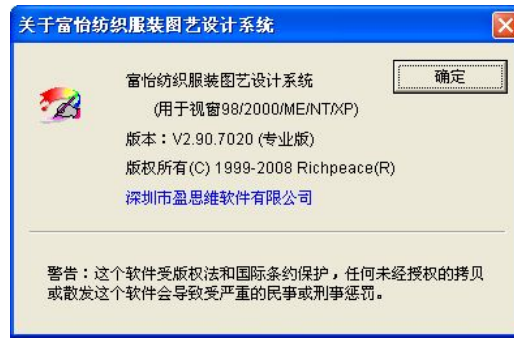 关于富怡纺织服装图艺设计系统
富怡纺织服装图艺设计系统
确定
(用于视窗98/2000/ME/NT/XP)
版本：V2.90.7020 (专业版)
版权所有(C) 1999-2008 Richpeace(R)
深圳市盈思维软件有限公司
警告：这个软件受版权法和国际条约保护，任何未经授权的拷贝
或散发这个软件会导致受严重的民事或刑事惩罚。